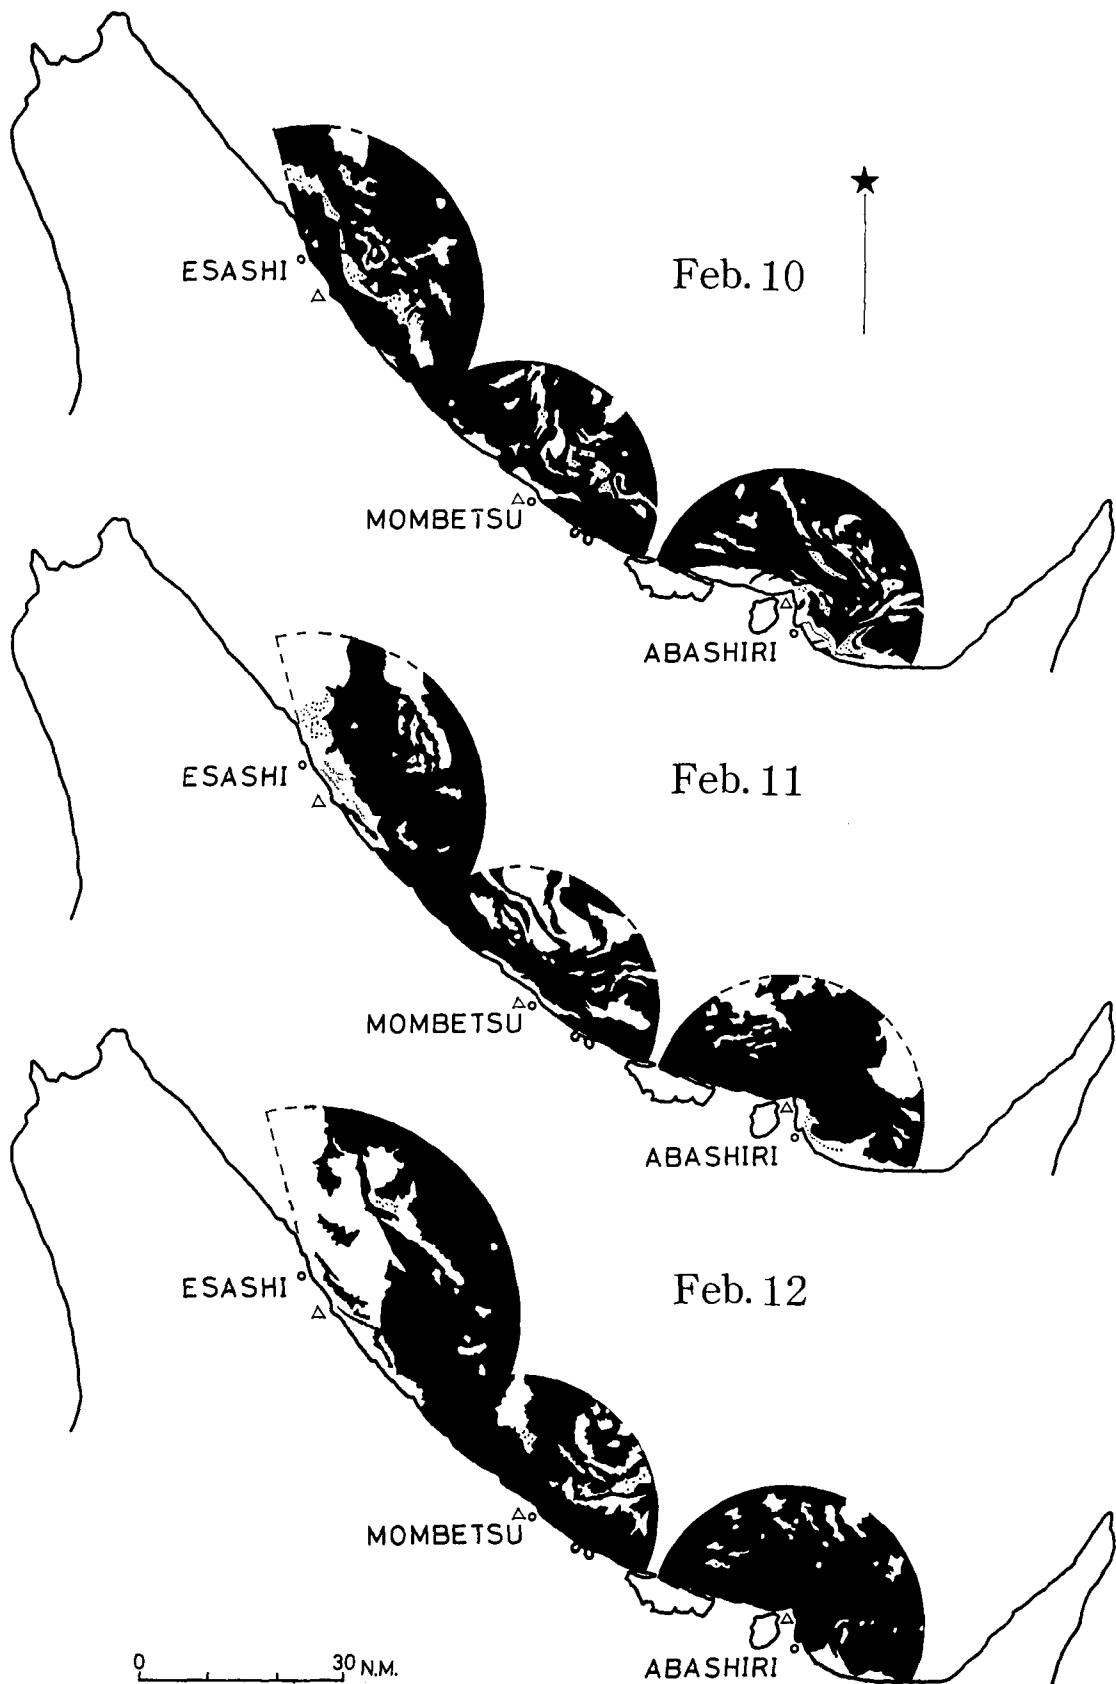 ESASHI
Feb. 10
MOMBETSU
ABASHIRI
ESASHI
Feb. 11
MOMBETSU
ABASHIRI
ESASHI
Feb. 12
MOMBETSU
0 30 N.M.
ABASHIRI